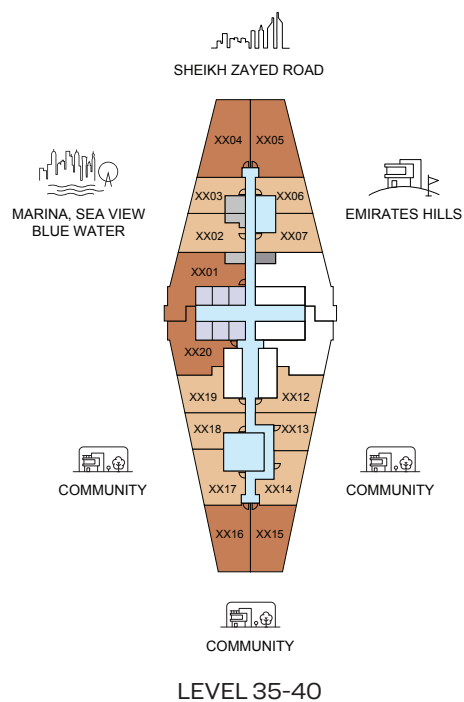 SHEIKH ZAYED ROAD
XX04
XX05
MARINA, SEA VIEW
BLUE WATER
EMIRATES HILLS
XX03
XX06
XX02
XX07
XX01
XX20
XX19
XX12
XX18
XX13
XX17
XX14
COMMUNITY
COMMUNITY
XX16
XX15
COMMUNITY
LEVEL 35-40